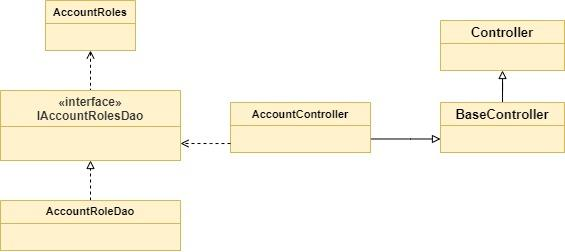 AccountRoles
Controller
«interface»
IAccountRolesDao
AccountController
BaseController
AccountRoleDao